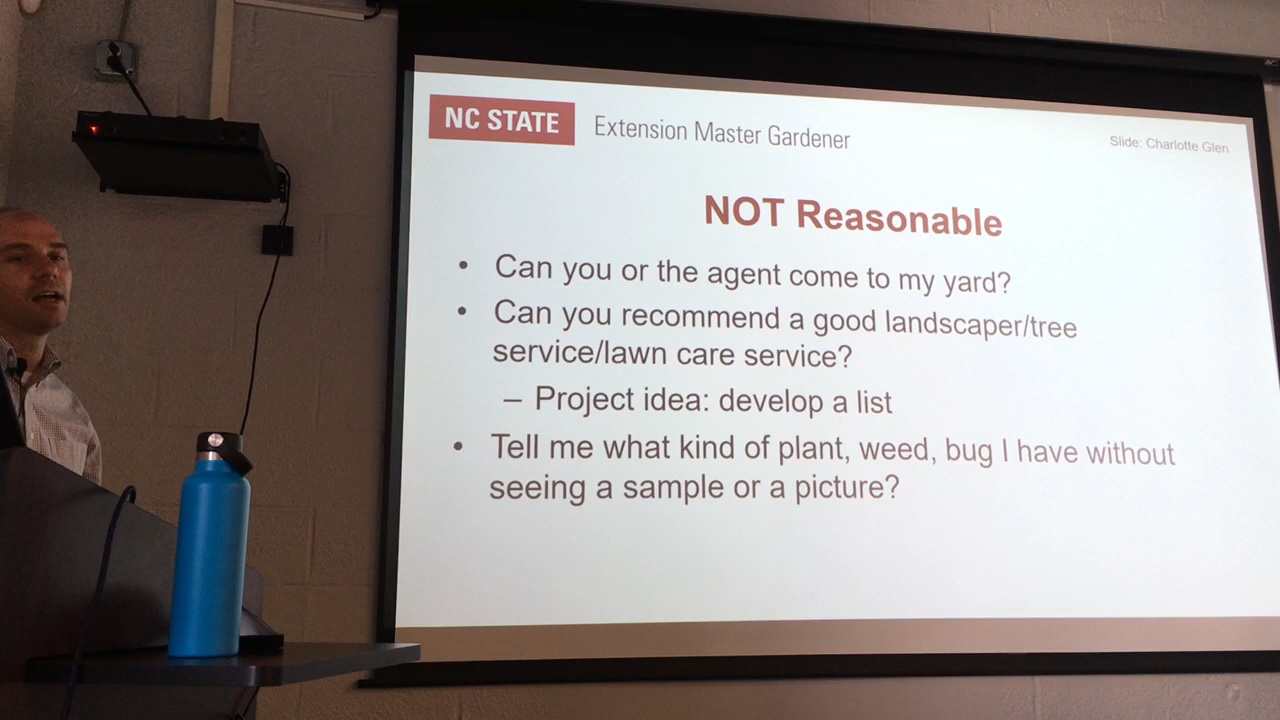 NC STATE Extension Master Gardener
Slide: Charlotte Glen
NOT Reasonable
• Can you or the agent come to my yard?
• Can you recommend a good landscaper/tree
service/lawn care service?
– Project idea: develop a list
• Tell me what kind of plant, weed, bug I have without
seeing a sample or a picture?